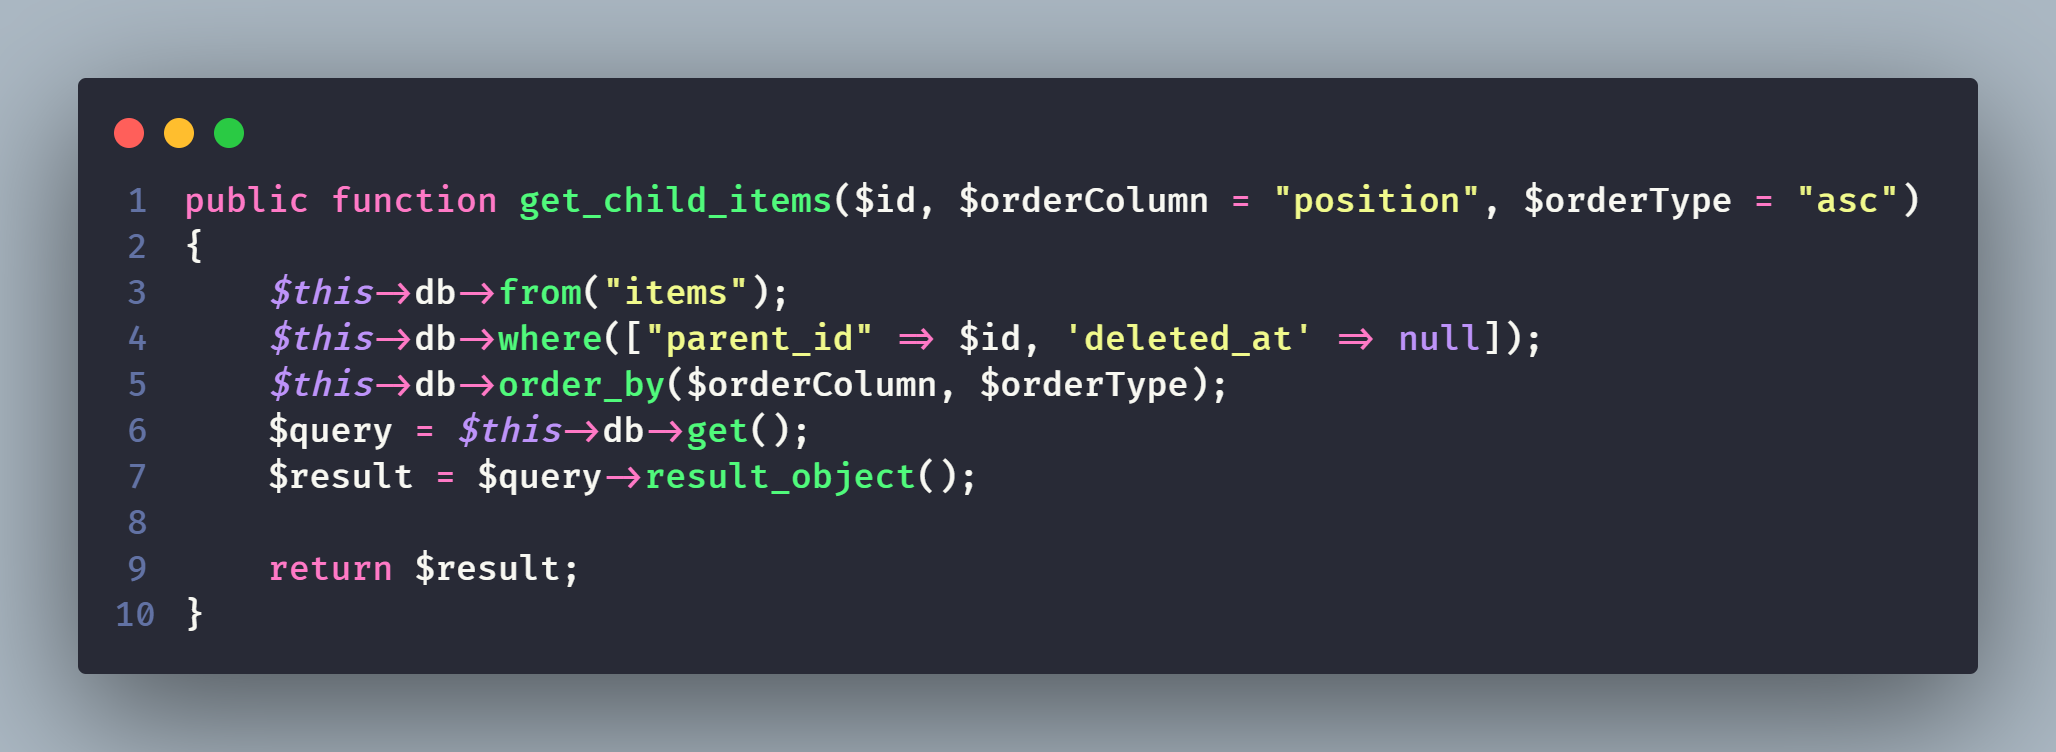 1 public function get_child_items($id, $orderColumn = "position", $orderType = "asc")
2 {
3     $this->db->from("items");
4     $this->db->where(["parent_id" => $id, 'deleted_at' => null]);
5     $this->db->order_by($orderColumn, $orderType);
6     $query = $this->db->get();
7     $result = $query->result_object();
8
9     return $result;
10 }